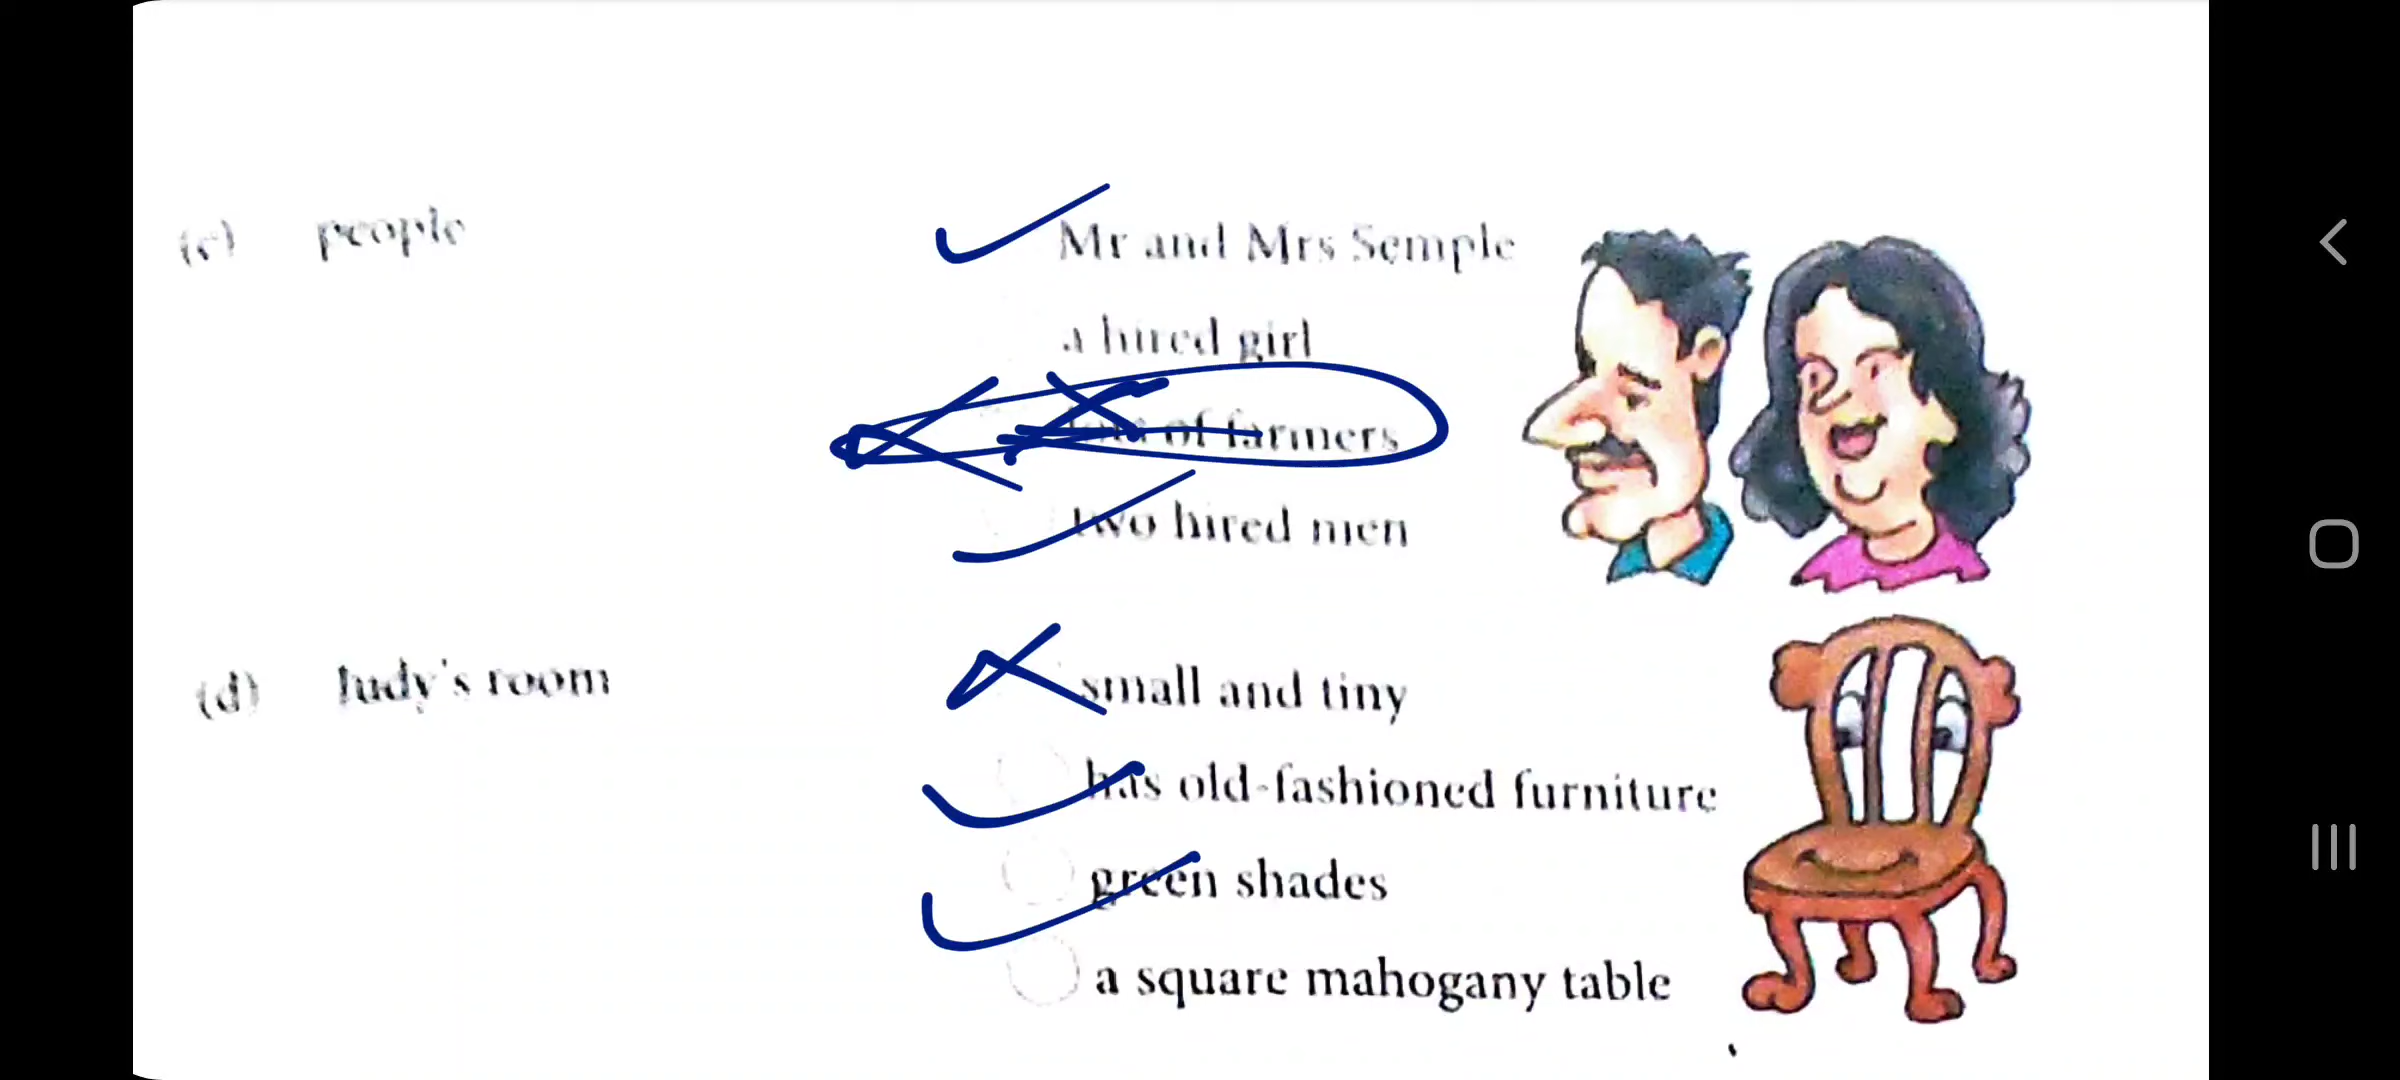 (c) people
Mr and Mrs Semple
a hired girl
lots of farmers
two hired men
(d) Judy's room
small and tiny
has old-fashioned furniture
green shades
a square mahogany table